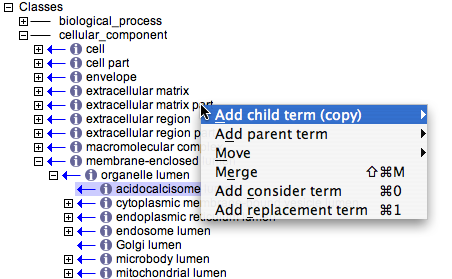 Classes
biological_process
cellular_component
cell
cell part
envelope
extracellular matrix
extracellular matrix part
extracellular region
extracellular region p
macromolecular com
membrane-enclosed
organelle lumen
acidocalcisome
cytoplasmic me
endoplasmic reticulum lumen
endosome lumen
Golgi lumen
microbody lumen
mitochondrial lumen
Add child term (copy)
Add parent term
Move
Merge ⇧⌘M
Add consider term ⌘0
Add replacement term ⌘1